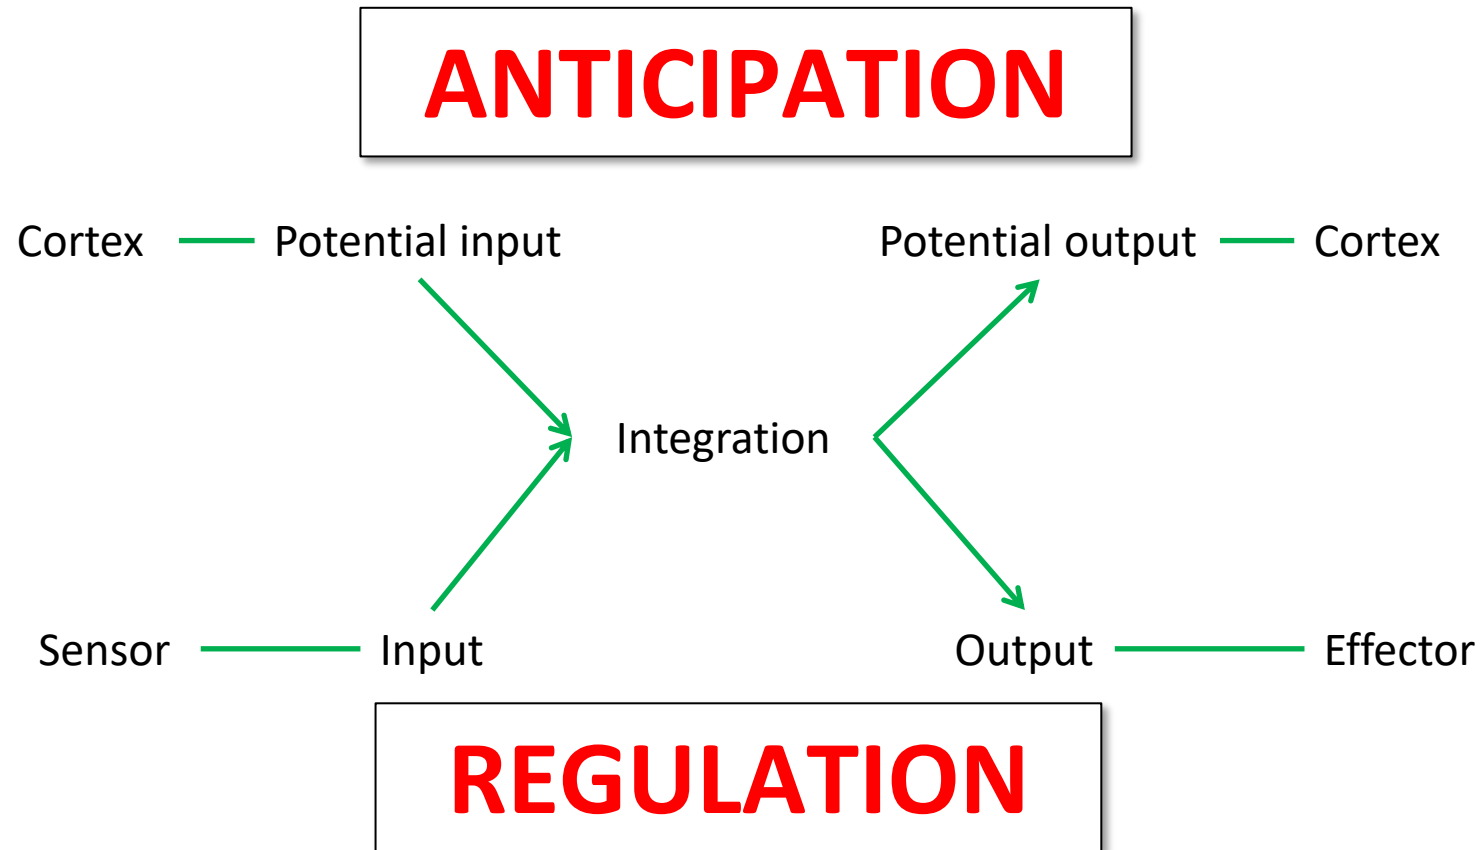 ANTICIPATION
Cortex Potential input Potential output Cortex
Integration
Sensor Input Output Effector
REGULATION